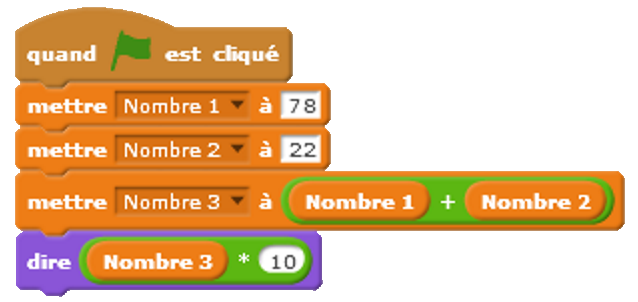 quand est cliqué
mettre Nombre 1 à 78
mettre Nombre 2 à 22
mettre Nombre 3 à Nombre 1 + Nombre 2
dire Nombre 3 * 10